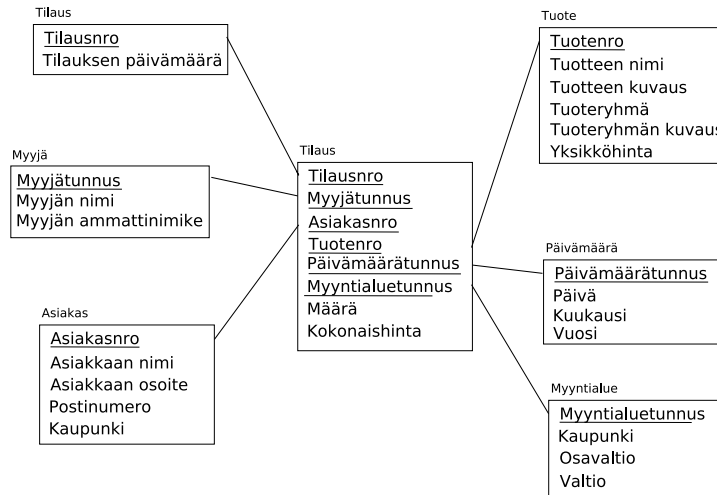 Tilaus
Tilausnro
Tilauksen päivämäärä
Myyjä
Myyjätunnus
Myyjän nimi
Myyjän ammattinimike
Asiakas
Asiakasnro
Asiakkaan nimi
Asiakkaan osoite
Postinumero
Kaupunki
Tilaus
Tilausnro
Myyjätunnus
Asiakasnro
Tuotenro
Päivämäärätunnus
Myyntialuetunnus
Määrä
Kokonaishinta
Tuote
Tuotenro
Tuotteen nimi
Tuotteen kuvaus
Tuoteryhmä
Tuoteryhmän kuvaus
Yksikköhinta
Päivämäärä
Päivämäärätunnus
Päivä
Kuukausi
Vuosi
Myyntialue
Myyntialuetunnus
Kaupunki
Osavaltio
Valtio